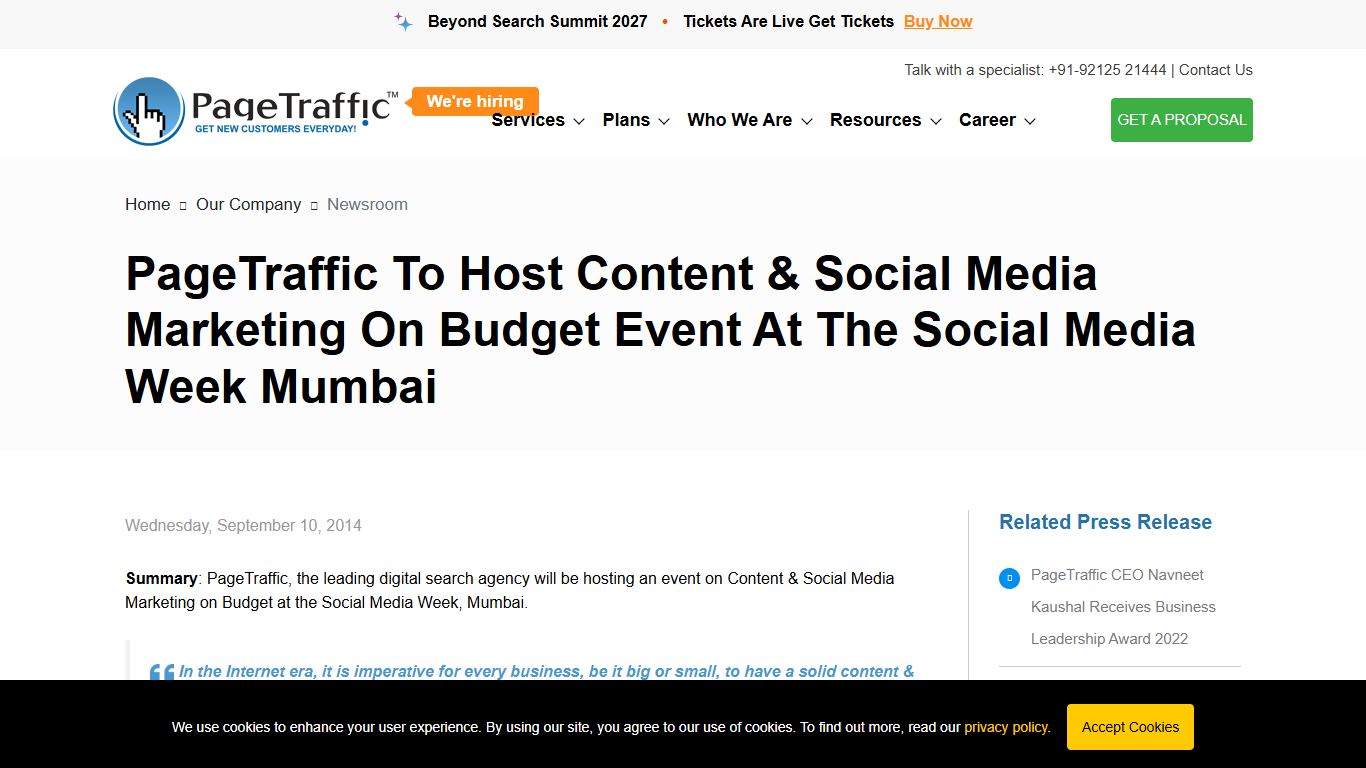 Beyond Search Summit 2027 • Tickets Are Live Get Tickets Buy Now
Talk with a specialist: +91-92125 21444 | Contact Us
PageTraffic™
GET NEW CUSTOMERS EVERYDAY!
We're hiring
Services Plans Who We Are Resources Career
GET A PROPOSAL
Home Our Company Newsroom
PageTraffic To Host Content & Social Media
Marketing On Budget Event At The Social Media
Week Mumbai
Wednesday, September 10, 2014
Summary: PageTraffic, the leading digital search agency will be hosting an event on Content & Social Media
Marketing on Budget at the Social Media Week, Mumbai.
In the Internet era, it is imperative for every business, be it big or small, to have a solid content &
Related Press Release
PageTraffic CEO Navneet
Kaushal Receives Business
Leadership Award 2022
We use cookies to enhance your user experience. By using our site, you agree to our use of cookies. To find out more, read our privacy policy.
Accept Cookies